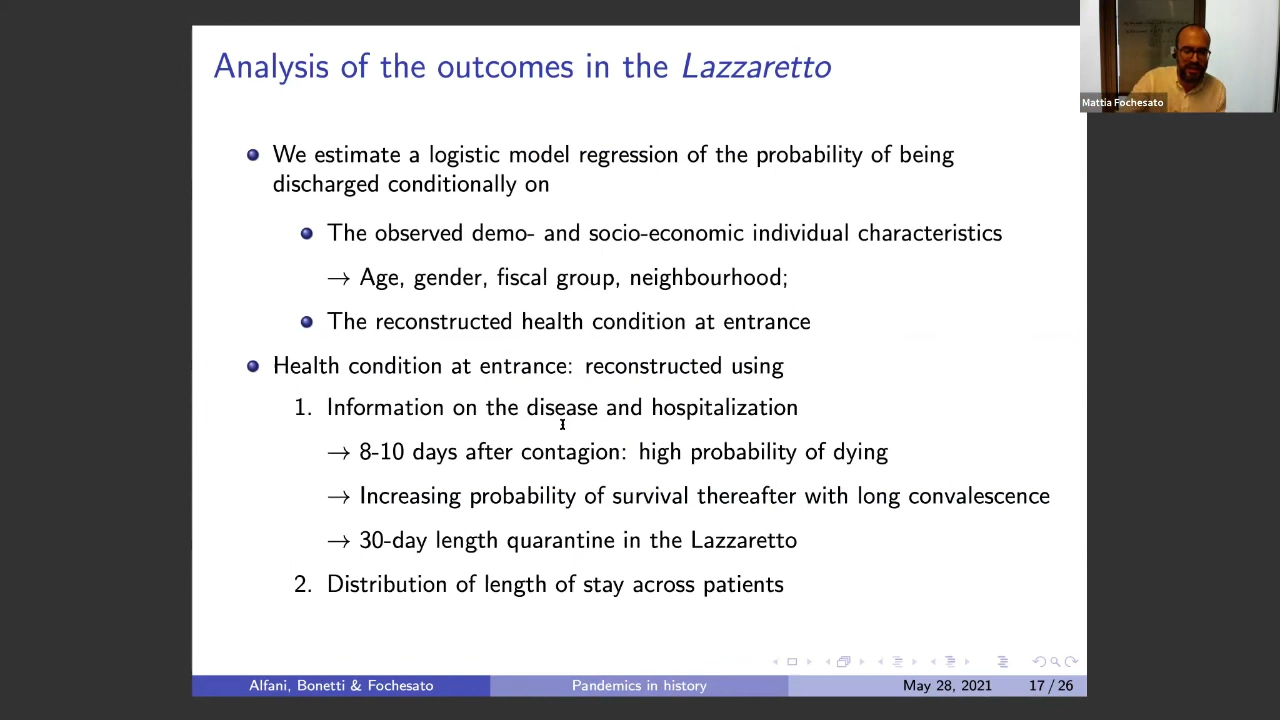 Analysis of the outcomes in the Lazzaretto
Mattia Fochesato
We estimate a logistic model regression of the probability of being
discharged conditionally on
The observed demo- and socio-economic individual characteristics
→ Age, gender, fiscal group, neighbourhood;
The reconstructed health condition at entrance
Health condition at entrance: reconstructed using
1. Information on the disease and hospitalization
→ 8-10 days after contagion: high probability of dying
→ Increasing probability of survival thereafter with long convalescence
→ 30-day length quarantine in the Lazzaretto
2. Distribution of length of stay across patients
Alfani, Bonetti & Fochesato Pandemics in history May 28, 2021 17 / 26